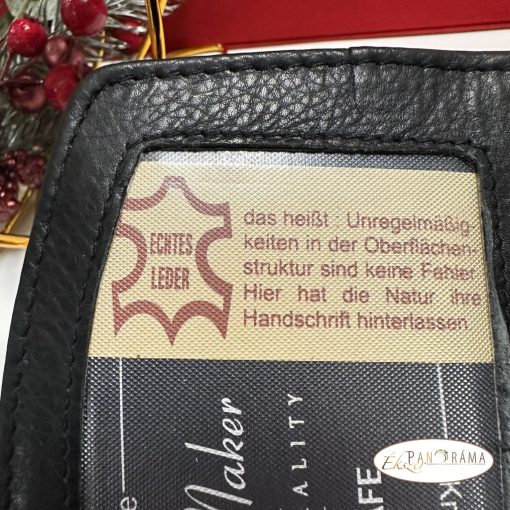 ECHTES
LEDER
das heißt Unregelmäßig-
keiten in der Oberflächen-
struktur sind keine Fehler
Hier hat die Natur ihre
Handschrift hinterlassen
Maker
ALITY
AFE
PANORÁMA